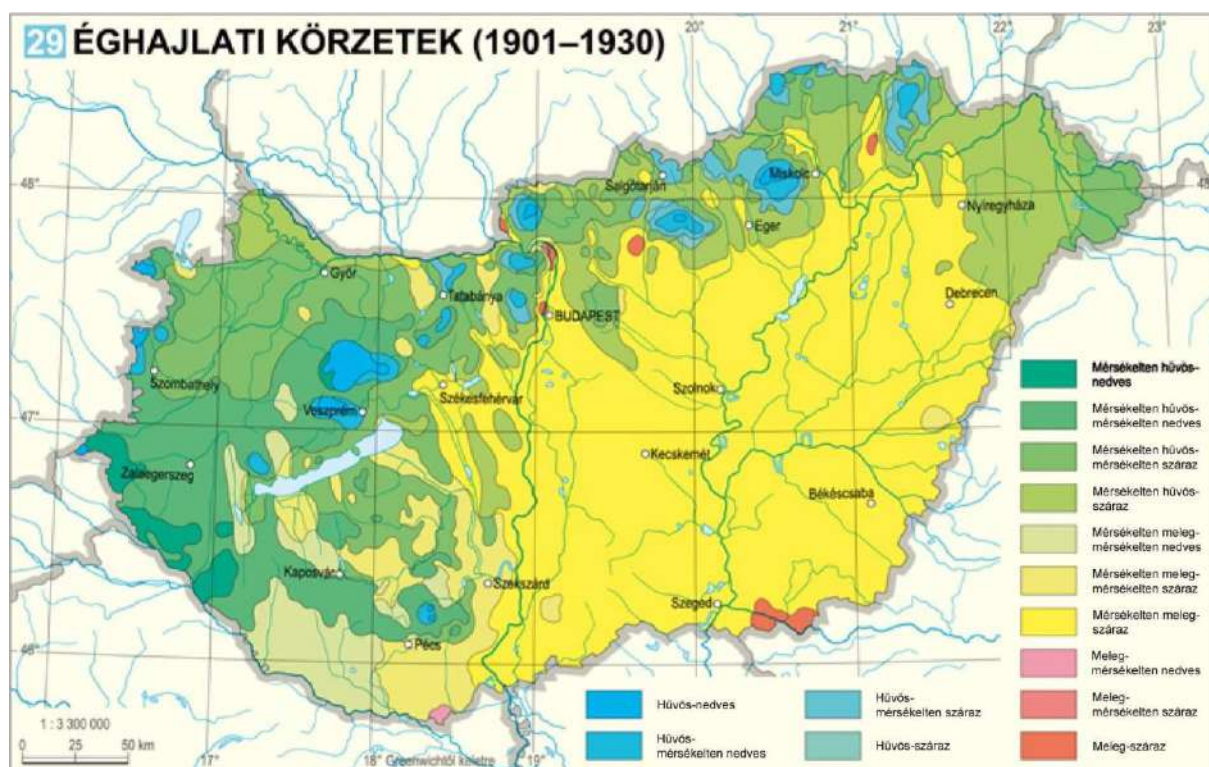 29 ÉGHAJLATI KÖRZETEK (1901–1930)
20°
21°
22°
23°
48°
48
Salgótarján
Miskolc
Nyíregyháza
Eger
Győr
Tatabánya
BUDAPEST
Debrecen
Szombathely
Székesfehérvár
Szolnok
Veszprém
47°
Kecskemét
Zalaegerszeg
Békéscsaba
Kaposvár
Szekszárd
Szeged
Pécs
46
Mérsékelten hűvös-
nedves
Mérsékelten hűvös-
mérsékelten nedves
Mérsékelten hűvös-
mérsékelten száraz
Mérsékelten hűvös-
száraz
Mérsékelten meleg-
mérsékelten nedves
Mérsékelten meleg-
mérsékelten száraz
Mérsékelten meleg-
száraz
Meleg-
mérsékelten nedves
Meleg-
mérsékelten száraz
Meleg-száraz
Hűvös-nedves
Hűvös-
mérsékelten nedves
Hűvös-
mérsékelten száraz
Hűvös-száraz
1 : 3 300 000
0 25 50 km
17° 18° Greenwichtől keletre 19°